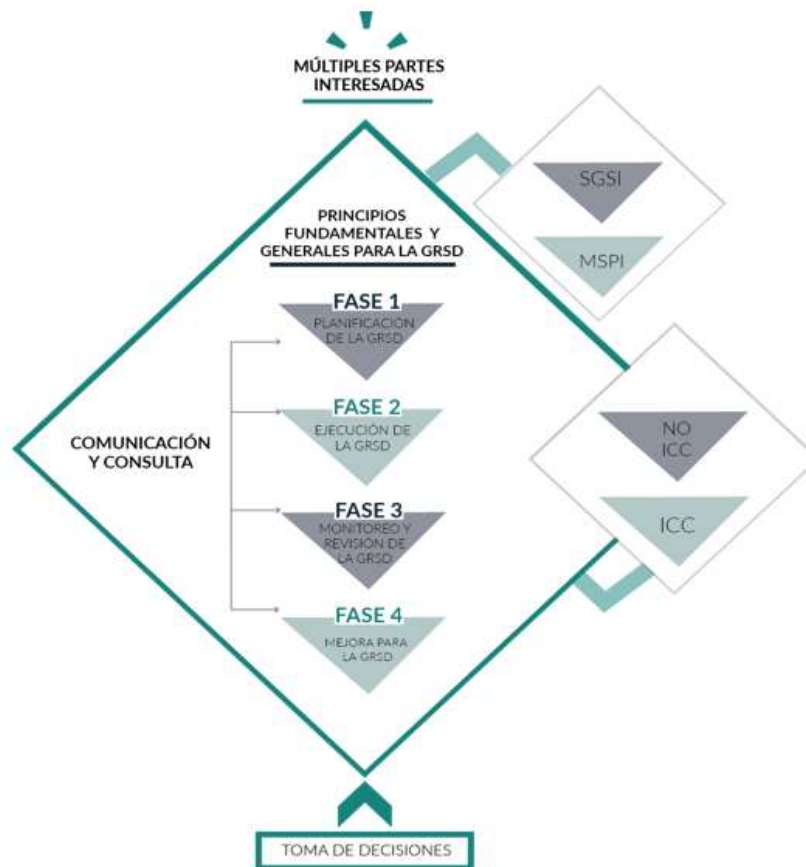 MÚLTIPLES PARTES
INTERESADAS
SGSI
MSPI
PRINCIPIOS
FUNDAMENTALES Y
GENERALES PARA LA GRSD
FASE 1
PLANIFICACIÓN
DE LA GRSD
FASE 2
EJECUCIÓN DE
LA GRSD
COMUNICACIÓN
Y CONSULTA
FASE 3
MONITOREO Y
REVISIÓN DE
LA GRSD
FASE 4
MEJORA PARA
LA GRSD
NO
ICC
ICC
TOMA DE DECISIONES